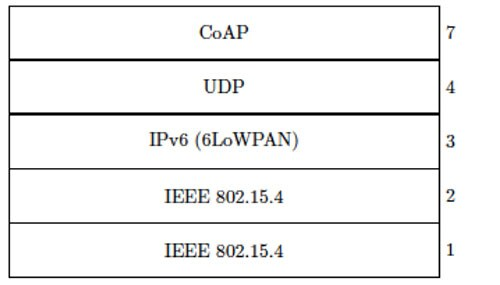 CoAP 7
UDP 4
IPv6 (6LoWPAN) 3
IEEE 802.15.4 2
IEEE 802.15.4 1